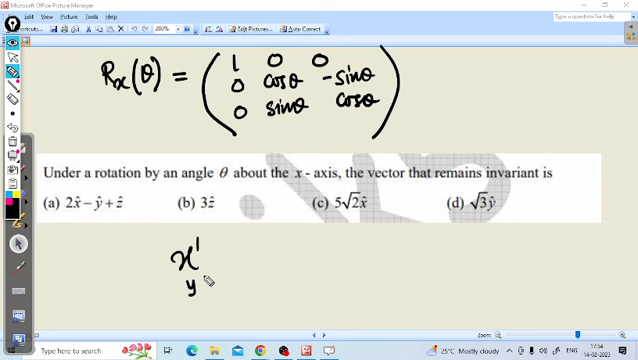 Microsoft Office Picture Manager
File Edit View Picture Tools Help
Type a question for help
Shortcuts... 200% Edit Pictures... Auto Correct
Rx(θ) = ( 1 0 0
0 cosθ -sinθ
0 sinθ cosθ )
Under a rotation by an angle θ about the x - axis, the vector that remains invariant is
(a) 2x̂ − ŷ + ẑ (b) 3ẑ (c) 5√2x̂ (d) √3ŷ
x'
y
Zoom:
Type here to search
25°C Mostly cloudy
ENG
17:54
14-02-2023